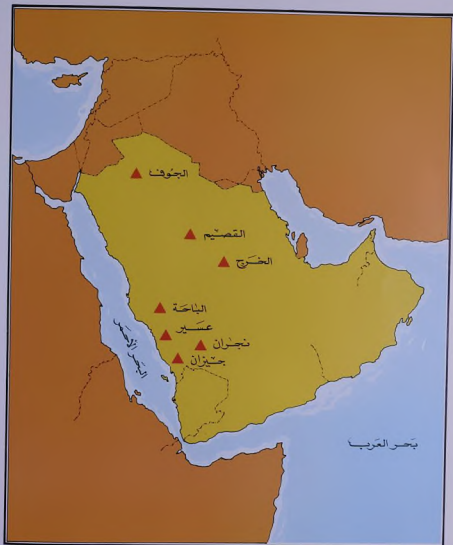 الجوف
القصيم
الخرج
الباحة
عسير
نجران
جيزان
البحر الأحمر
بحر العرب